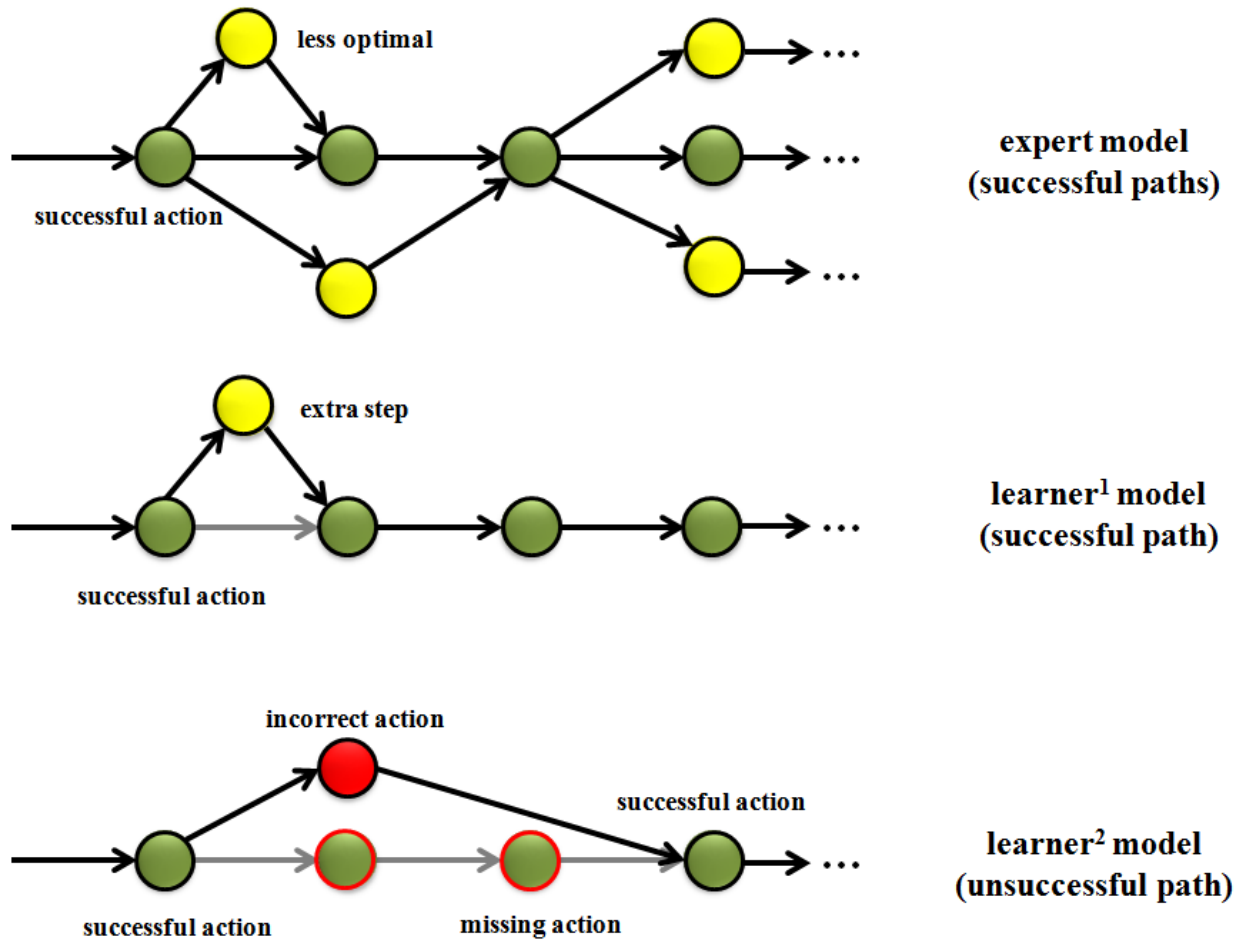 less optimal
...
successful action
...
...
expert model
(successful paths)
extra step
successful action
...
learner¹ model
(successful path)
incorrect action
successful action
successful action
missing action
...
learner² model
(unsuccessful path)